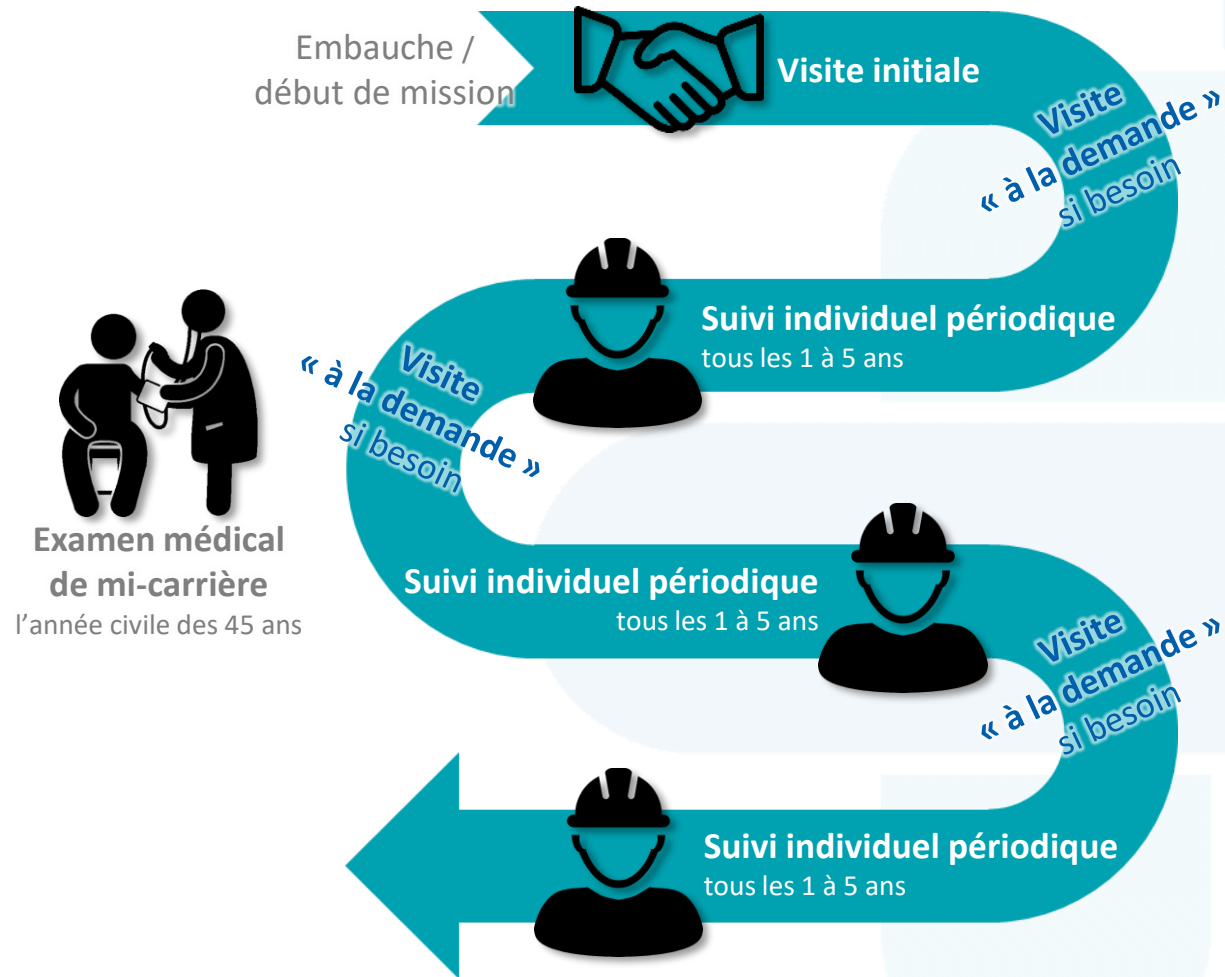 Embauche /
début de mission
Visite initiale
Visite
« à la demande »
si besoin
Suivi individuel périodique
tous les 1 à 5 ans
Visite
« à la demande »
si besoin
Examen médical
de mi-carrière
l’année civile des 45 ans
Suivi individuel périodique
tous les 1 à 5 ans
Visite
« à la demande »
si besoin
Suivi individuel périodique
tous les 1 à 5 ans